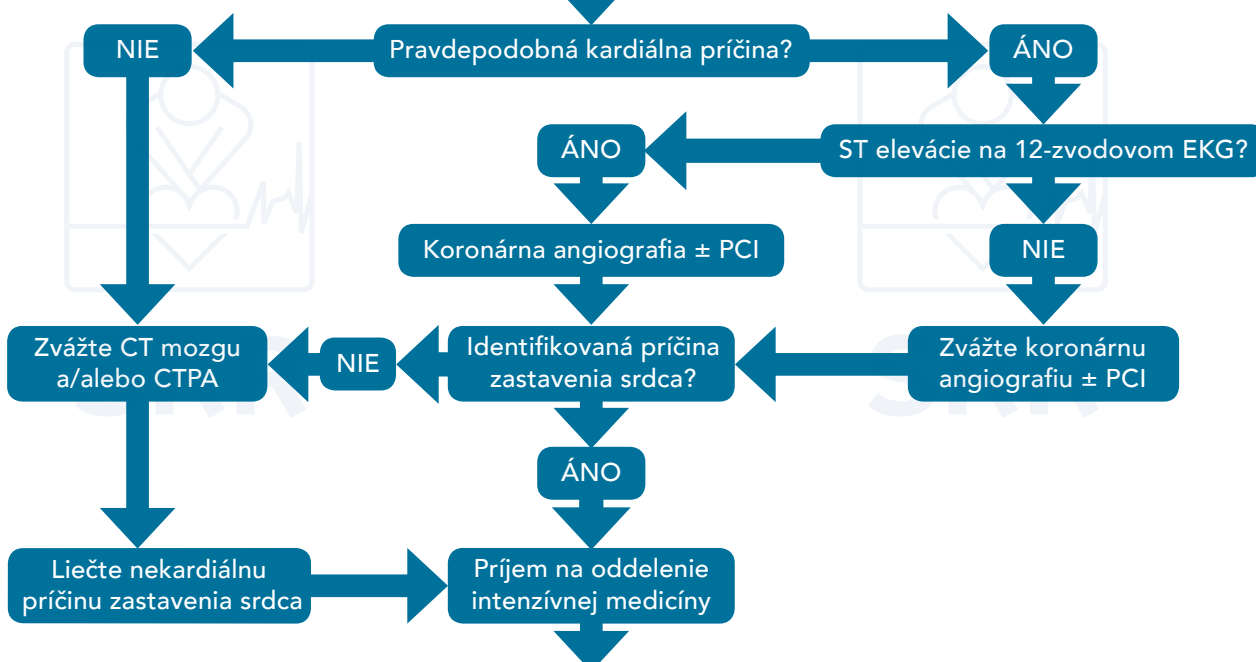 NIE
Pravdepodobná kardiálna príčina?
ÁNO
ÁNO
ST elevácie na 12-zvodovom EKG?
Koronárna angiografia ± PCI
NIE
Zvážte CT mozgu
a/alebo CTPA
NIE
Identifikovaná príčina
zastavenia srdca?
Zvážte koronárnu
angiografiu ± PCI
ÁNO
Liečte nekardiálnu
príčinu zastavenia srdca
Príjem na oddelenie
intenzívnej medicíny